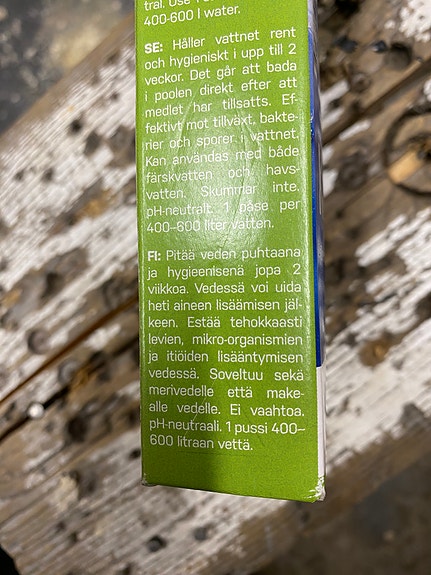 tral. Use 1
400-600 l water.
SE: Håller vattnet rent
och hygieniskt i upp till 2
veckor. Det går att bada
i poolen direkt efter att
medlet har tillsatts. Ef-
fektivt mot tillväxt, bakte-
rier och sporer i vattnet.
Kan användas med både
färskvatten och havs-
vatten. Skummar inte.
pH-neutralt. 1 påse per
400–600 liter vatten.
FI: Pitää veden puhtaana
ja hygieenisenä jopa 2
viikkoa. Vedessä voi uida
heti aineen lisäämisen jäl-
keen. Estää tehokkaasti
levien, mikro-organismien
ja itiöiden lisääntymisen
vedessä. Soveltuu sekä
merivedelle että make-
alle vedelle. Ei vaahtoa.
pH-neutraali. 1 pussi 400–
600 litraan vettä.